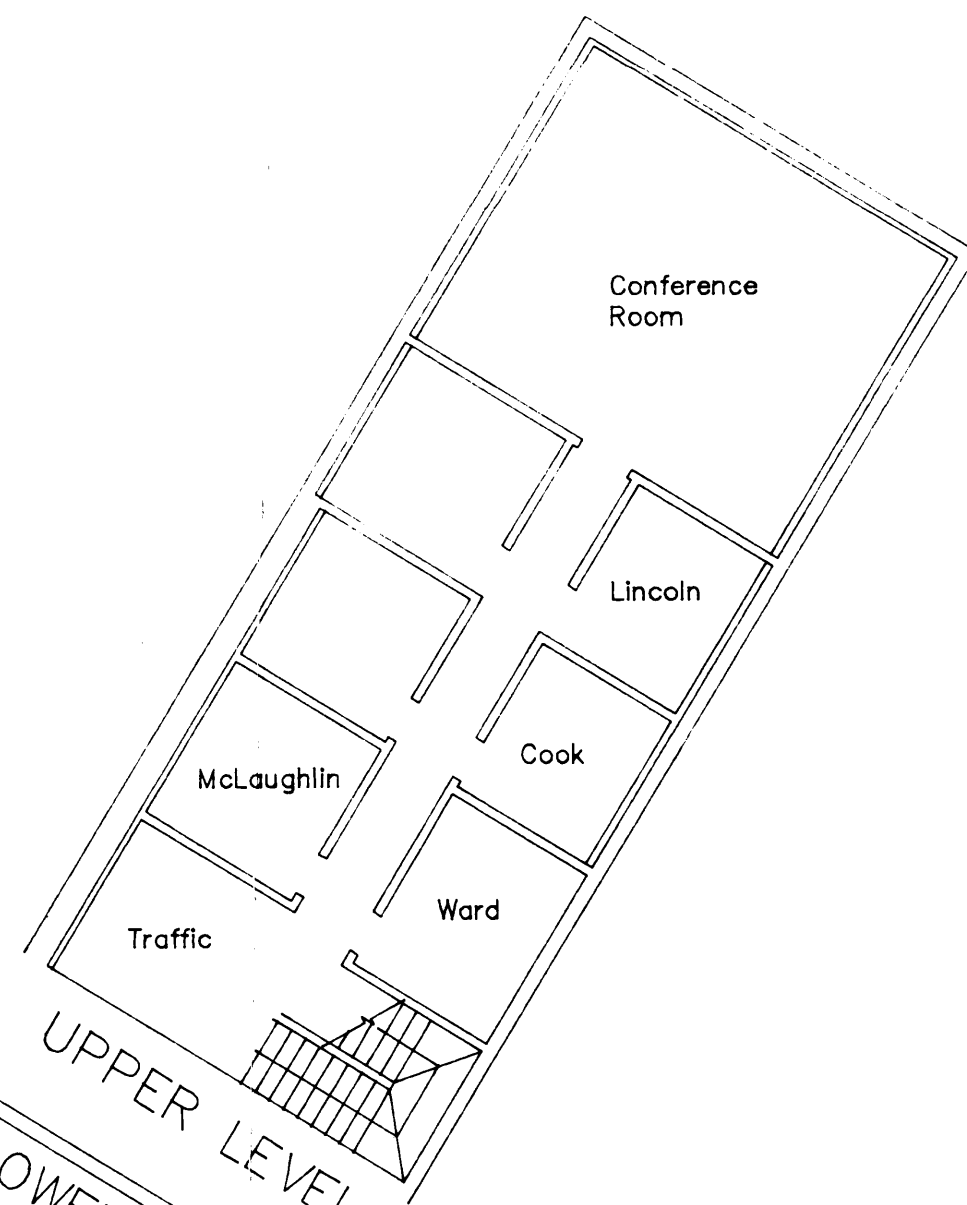 Conference
Room
Lincoln
Cook
McLaughlin
Ward
Traffic
UPPER LEVEL